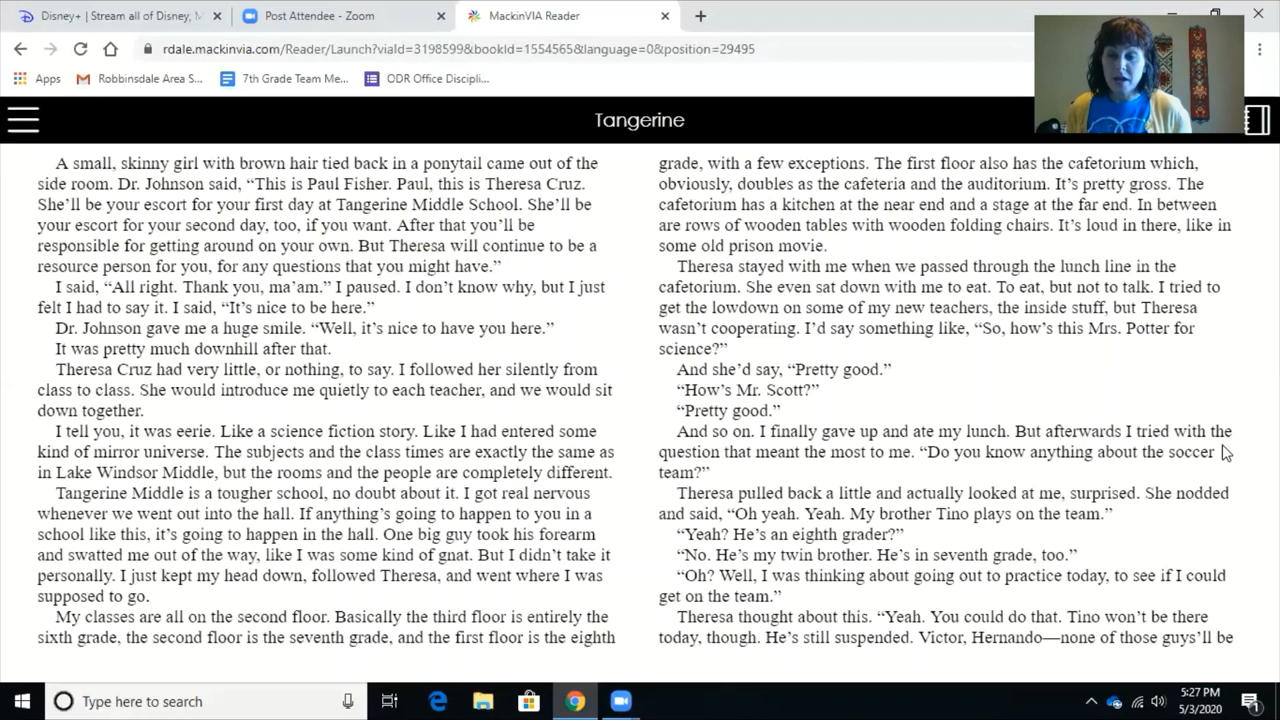 Disney+ | Stream all of Disney, M
Post Attendee - Zoom
MackinVIA Reader
rdale.mackinvia.com/Reader/Launch?viaId=3198599&bookId=1554565&language=0&position=29495
Apps
Robbinsdale Area S...
7th Grade Team Me...
ODR Office Discipli...
Tangerine
A small, skinny girl with brown hair tied back in a ponytail came out of the
side room. Dr. Johnson said, “This is Paul Fisher. Paul, this is Theresa Cruz.
She’ll be your escort for your first day at Tangerine Middle School. She’ll be
your escort for your second day, too, if you want. After that you’ll be
responsible for getting around on your own. But Theresa will continue to be a
resource person for you, for any questions that you might have.”
I said, “All right. Thank you, ma’am.” I paused. I don’t know why, but I just
felt I had to say it. I said, “It’s nice to be here.”
Dr. Johnson gave me a huge smile. “Well, it’s nice to have you here.”
It was pretty much downhill after that.
Theresa Cruz had very little, or nothing, to say. I followed her silently from
class to class. She would introduce me quietly to each teacher, and we would sit
down together.
I tell you, it was eerie. Like a science fiction story. Like I had entered some
kind of mirror universe. The subjects and the class times are exactly the same as
in Lake Windsor Middle, but the rooms and the people are completely different.
Tangerine Middle is a tougher school, no doubt about it. I got real nervous
whenever we went out into the hall. If anything’s going to happen to you in a
school like this, it’s going to happen in the hall. One big guy took his forearm
and swatted me out of the way, like I was some kind of gnat. But I didn’t take it
personally. I just kept my head down, followed Theresa, and went where I was
supposed to go.
My classes are all on the second floor. Basically the third floor is entirely the
sixth grade, the second floor is the seventh grade, and the first floor is the eighth
grade, with a few exceptions. The first floor also has the cafetorium which,
obviously, doubles as the cafeteria and the auditorium. It’s pretty gross. The
cafetorium has a kitchen at the near end and a stage at the far end. In between
are rows of wooden tables with wooden folding chairs. It’s loud in there, like in
some old prison movie.
Theresa stayed with me when we passed through the lunch line in the
cafetorium. She even sat down with me to eat. To eat, but not to talk. I tried to
get the lowdown on some of my new teachers, the inside stuff, but Theresa
wasn’t cooperating. I’d say something like, “So, how’s this Mrs. Potter for
science?”
And she’d say, “Pretty good.”
“How’s Mr. Scott?”
“Pretty good.”
And so on. I finally gave up and ate my lunch. But afterwards I tried with the
question that meant the most to me. “Do you know anything about the soccer
team?”
Theresa pulled back a little and actually looked at me, surprised. She nodded
and said, “Oh yeah. Yeah. My brother Tino plays on the team.”
“Yeah? He’s an eighth grader?”
“No. He’s my twin brother. He’s in seventh grade, too.”
“Oh? Well, I was thinking about going out to practice today, to see if I could
get on the team.”
Theresa thought about this. “Yeah. You could do that. Tino won’t be there
today, though. He’s still suspended. Victor, Hernando—none of those guys’ll be
Type here to search
5:27 PM
5/3/2020
1